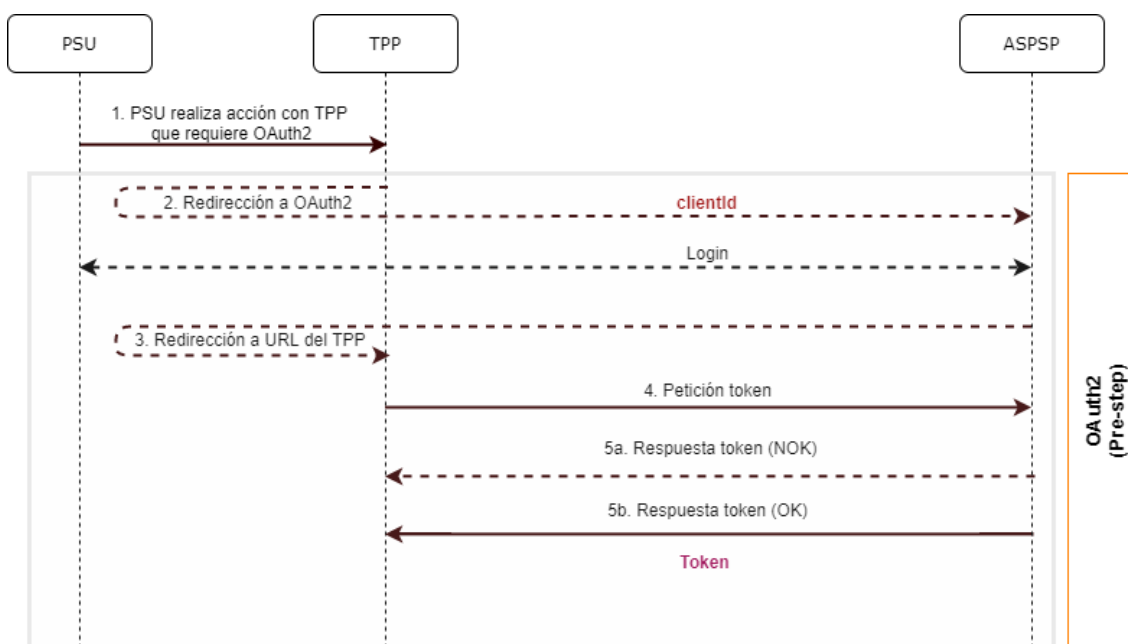 PSU
TPP
ASPSP
1. PSU realiza acción con TPP
que requiere OAuth2
2. Redirección a OAuth2
clientId
Login
3. Redirección a URL del TPP
4. Petición token
5a. Respuesta token (NOK)
5b. Respuesta token (OK)
Token
OAuth2
(Pre-step)